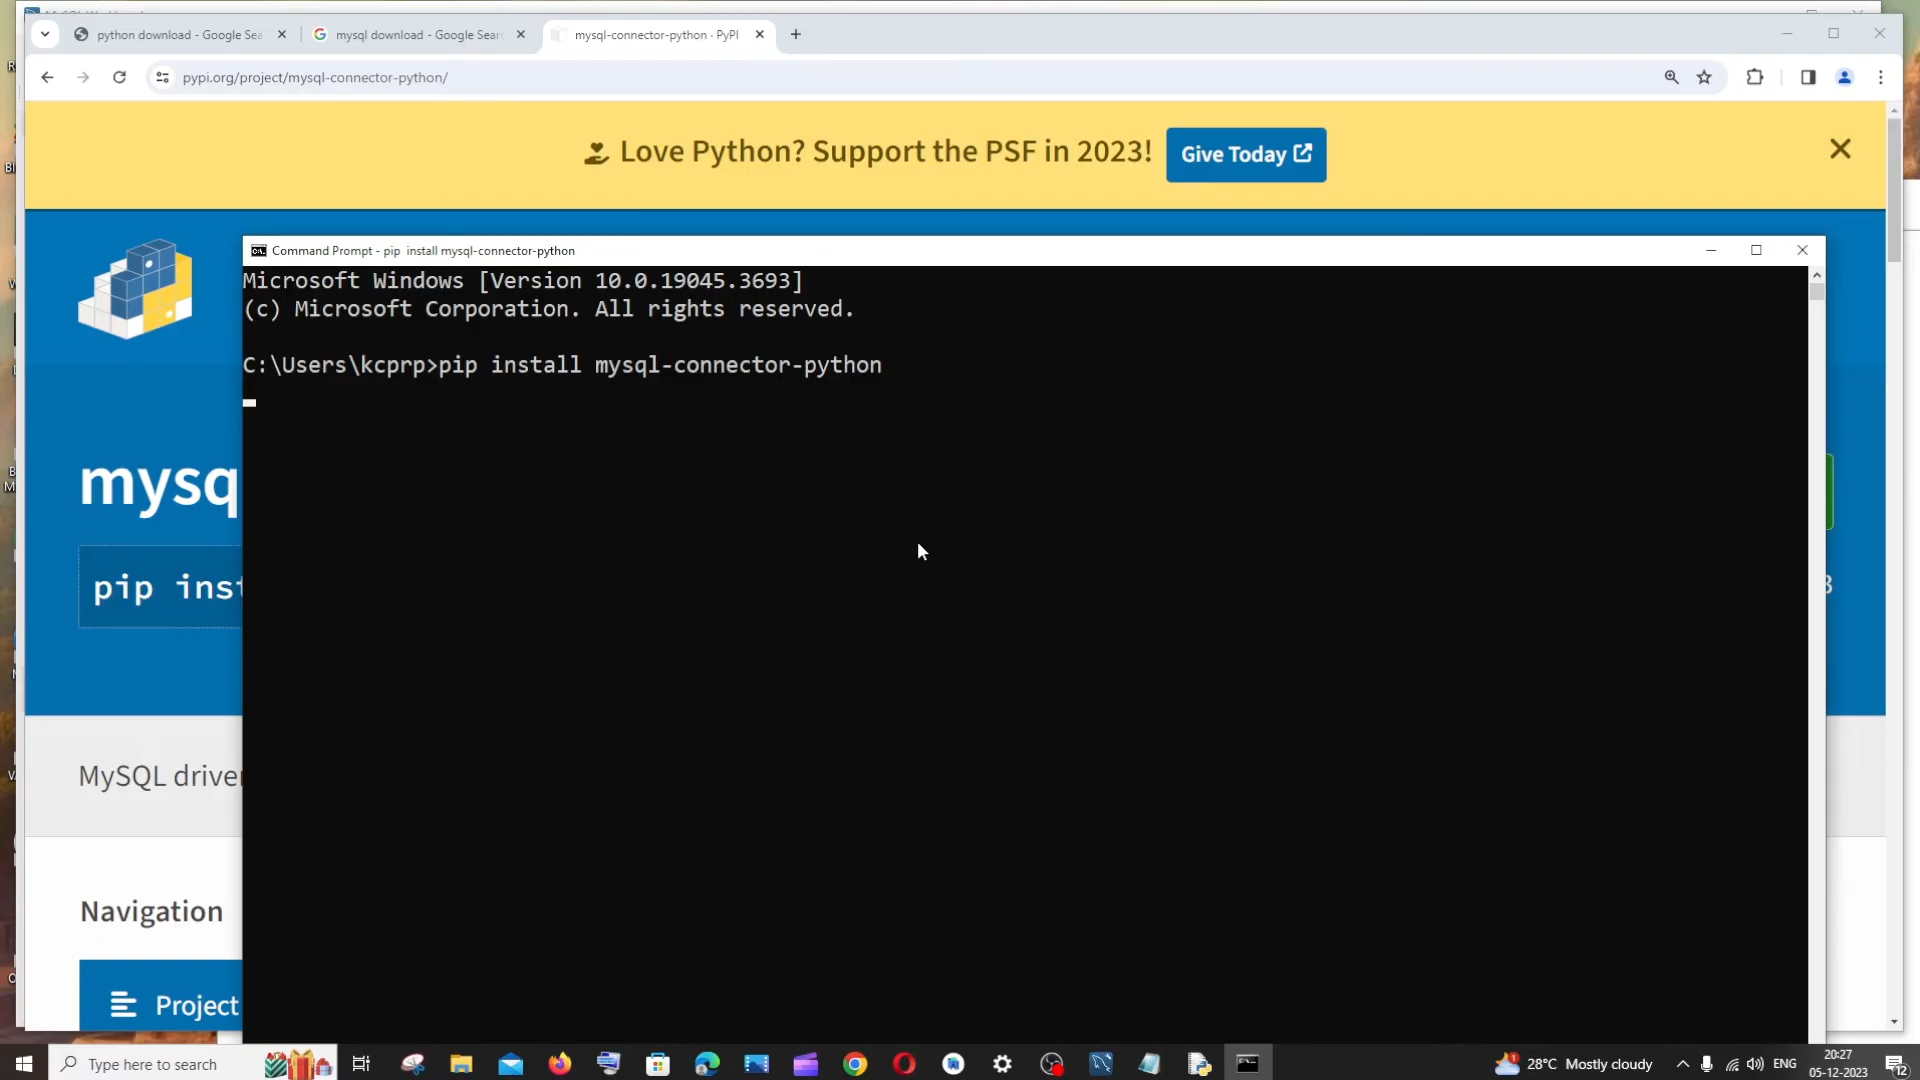 python download - Google Sea
mysql download - Google Sear
mysql-connector-python · PyPI
pypi.org/project/mysql-connector-python/
Love Python? Support the PSF in 2023!
Give Today
Command Prompt - pip  install mysql-connector-python
Microsoft Windows [Version 10.0.19045.3693]
(c) Microsoft Corporation. All rights reserved.
C:\Users\kcprp>pip install mysql-connector-python
mysq
pip inst
MySQL driver
Navigation
Project
Type here to search
1
28°C Mostly cloudy
ENG
20:27
05-12-2023
12